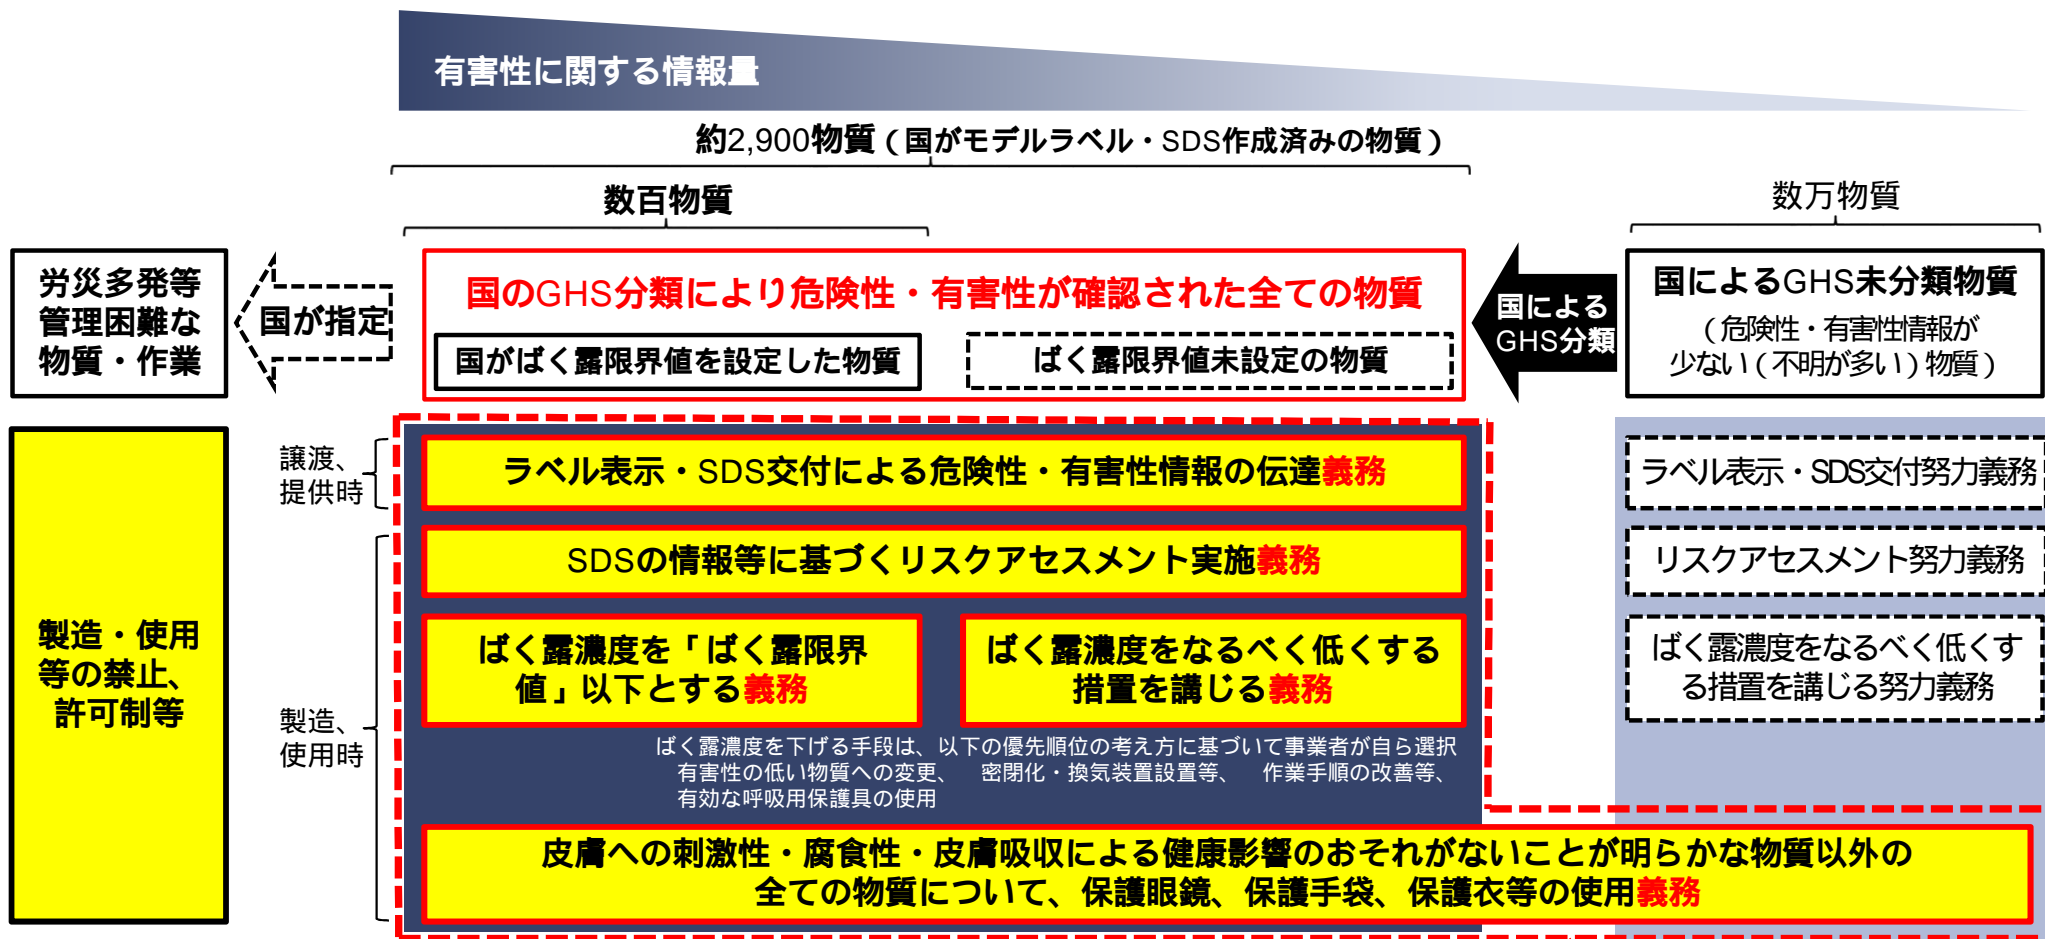 有害性に関する情報量
約2,900物質（国がモデルラベル・SDS作成済みの物質）
数百物質
数万物質
労災多発等
管理困難な
物質・作業
国が指定
国のGHS分類により危険性・有害性が確認された全ての物質
国がばく露限界値を設定した物質
ばく露限界値未設定の物質
国による
GHS分類
国によるGHS未分類物質
（危険性・有害性情報が
少ない（不明が多い）物質）
製造・使用
等の禁止、
許可制等
譲渡、
提供時
ラベル表示・SDS交付による危険性・有害性情報の伝達義務
ラベル表示・SDS交付努力義務
製造、
使用時
SDSの情報等に基づくリスクアセスメント実施義務
リスクアセスメント努力義務
ばく露濃度を「ばく露限界
値」以下とする義務
ばく露濃度をなるべく低くする
措置を講じる義務
ばく露濃度をなるべく低くす
る措置を講じる努力義務
ばく露濃度を下げる手段は、以下の優先順位の考え方に基づいて事業者が自ら選択
有害性の低い物質への変更、　密閉化・換気装置設置等、　作業手順の改善等、
有効な呼吸用保護具の使用
皮膚への刺激性・腐食性・皮膚吸収による健康影響のおそれがないことが明らかな物質以外の
全ての物質について、保護眼鏡、保護手袋、保護衣等の使用義務